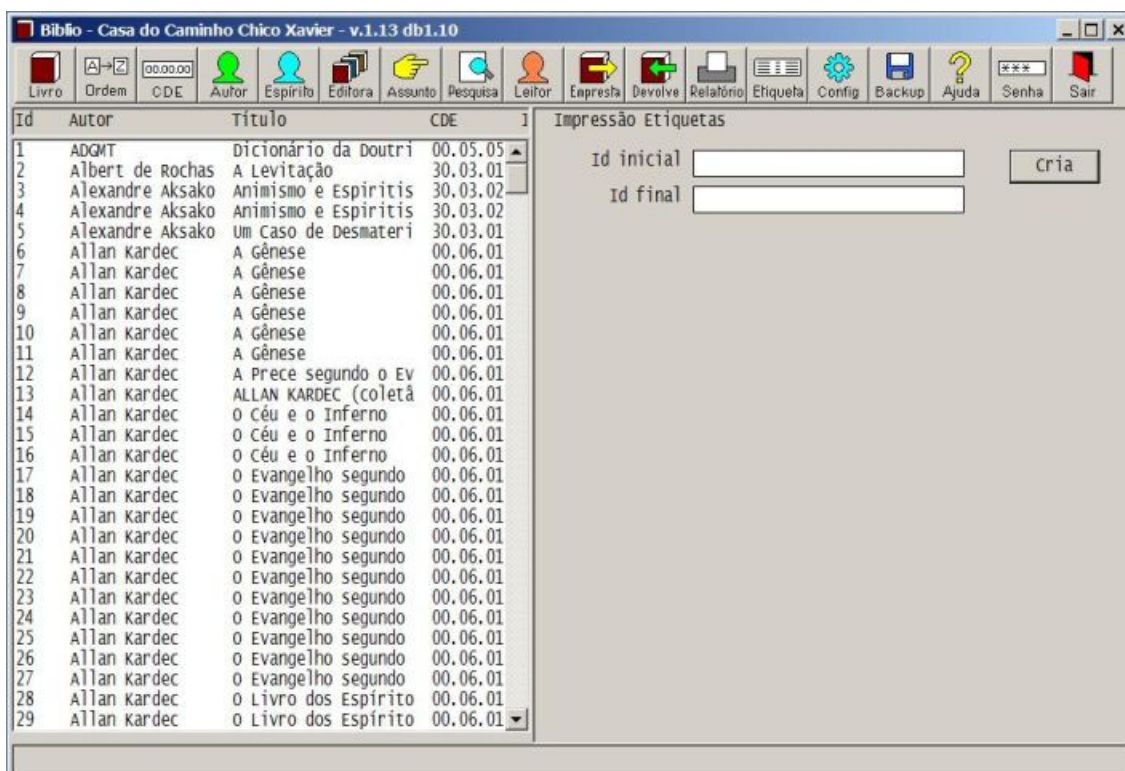 Biblio - Casa do Caminho Chico Xavier - v.1.13 db1.10
A→Z 00.00.00 ***
Livro Ordem CDE Autor Espírito Editora Assunto Pesquisa Leitor Empresta Devolve Relatório Etiqueta Config Backup Ajuda Senha Sair
Id Autor Título CDE I
1 ADGMT Dicionário da Doutri 00.05.05
2 Albert de Rochas A Levitação 30.03.01
3 Alexandre Aksako Animismo e Espiritis 30.03.02
4 Alexandre Aksako Animismo e Espiritis 30.03.02
5 Alexandre Aksako Um Caso de Desmateri 30.03.01
6 Allan Kardec A Gênese 00.06.01
7 Allan Kardec A Gênese 00.06.01
8 Allan Kardec A Gênese 00.06.01
9 Allan Kardec A Gênese 00.06.01
10 Allan Kardec A Gênese 00.06.01
11 Allan Kardec A Gênese 00.06.01
12 Allan Kardec A Prece segundo o Ev 00.06.01
13 Allan Kardec ALLAN KARDEC (coletâ 00.06.01
14 Allan Kardec O Céu e o Inferno 00.06.01
15 Allan Kardec O Céu e o Inferno 00.06.01
16 Allan Kardec O Céu e o Inferno 00.06.01
17 Allan Kardec O Evangelho segundo 00.06.01
18 Allan Kardec O Evangelho segundo 00.06.01
19 Allan Kardec O Evangelho segundo 00.06.01
20 Allan Kardec O Evangelho segundo 00.06.01
21 Allan Kardec O Evangelho segundo 00.06.01
22 Allan Kardec O Evangelho segundo 00.06.01
23 Allan Kardec O Evangelho segundo 00.06.01
24 Allan Kardec O Evangelho segundo 00.06.01
25 Allan Kardec O Evangelho segundo 00.06.01
26 Allan Kardec O Evangelho segundo 00.06.01
27 Allan Kardec O Evangelho segundo 00.06.01
28 Allan Kardec O Livro dos Espírito 00.06.01
29 Allan Kardec O Livro dos Espírito 00.06.01
Impressão Etiquetas
Id inicial
Cria
Id final